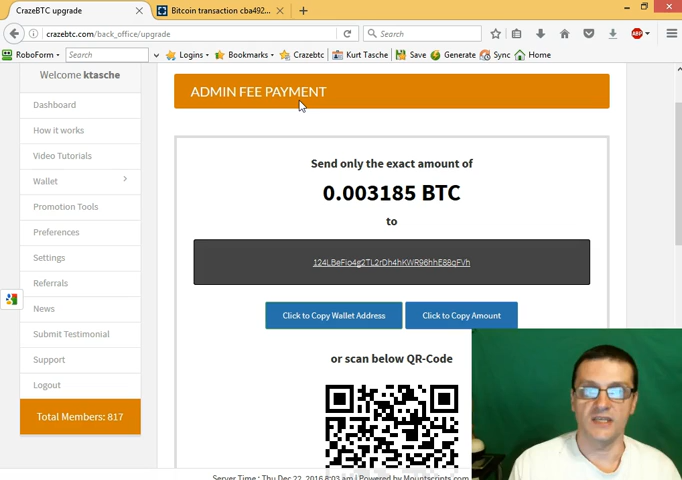 CrazeBTC upgrade
Bitcoin transaction cba492...
crazebtc.com/back_office/upgrade
Search
RoboForm
Search
Logins
Bookmarks
Crazebtc
Kurt Tasche
Save
Generate
Sync
Home
Welcome ktasche
Dashboard
How it works
Video Tutorials
Wallet
Promotion Tools
Preferences
Settings
Referrals
News
Submit Testimonial
Support
Logout
Total Members: 817
ADMIN FEE PAYMENT
Send only the exact amount of
0.003185 BTC
to
124LBeFio4g2TL2rDh4hKWR96hhE88qFVh
Click to Copy Wallet Address
Click to Copy Amount
or scan below QR-Code
Server Time : Thu Dec 22, 2016 8:03 am | Powered by Mountscripts.com